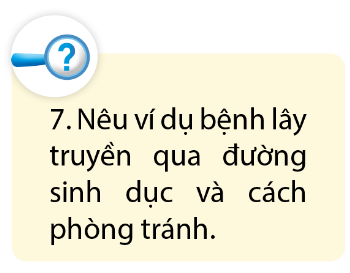 ?
7. Nêu ví dụ bệnh lây
truyền qua đường
sinh dục và cách
phòng tránh.